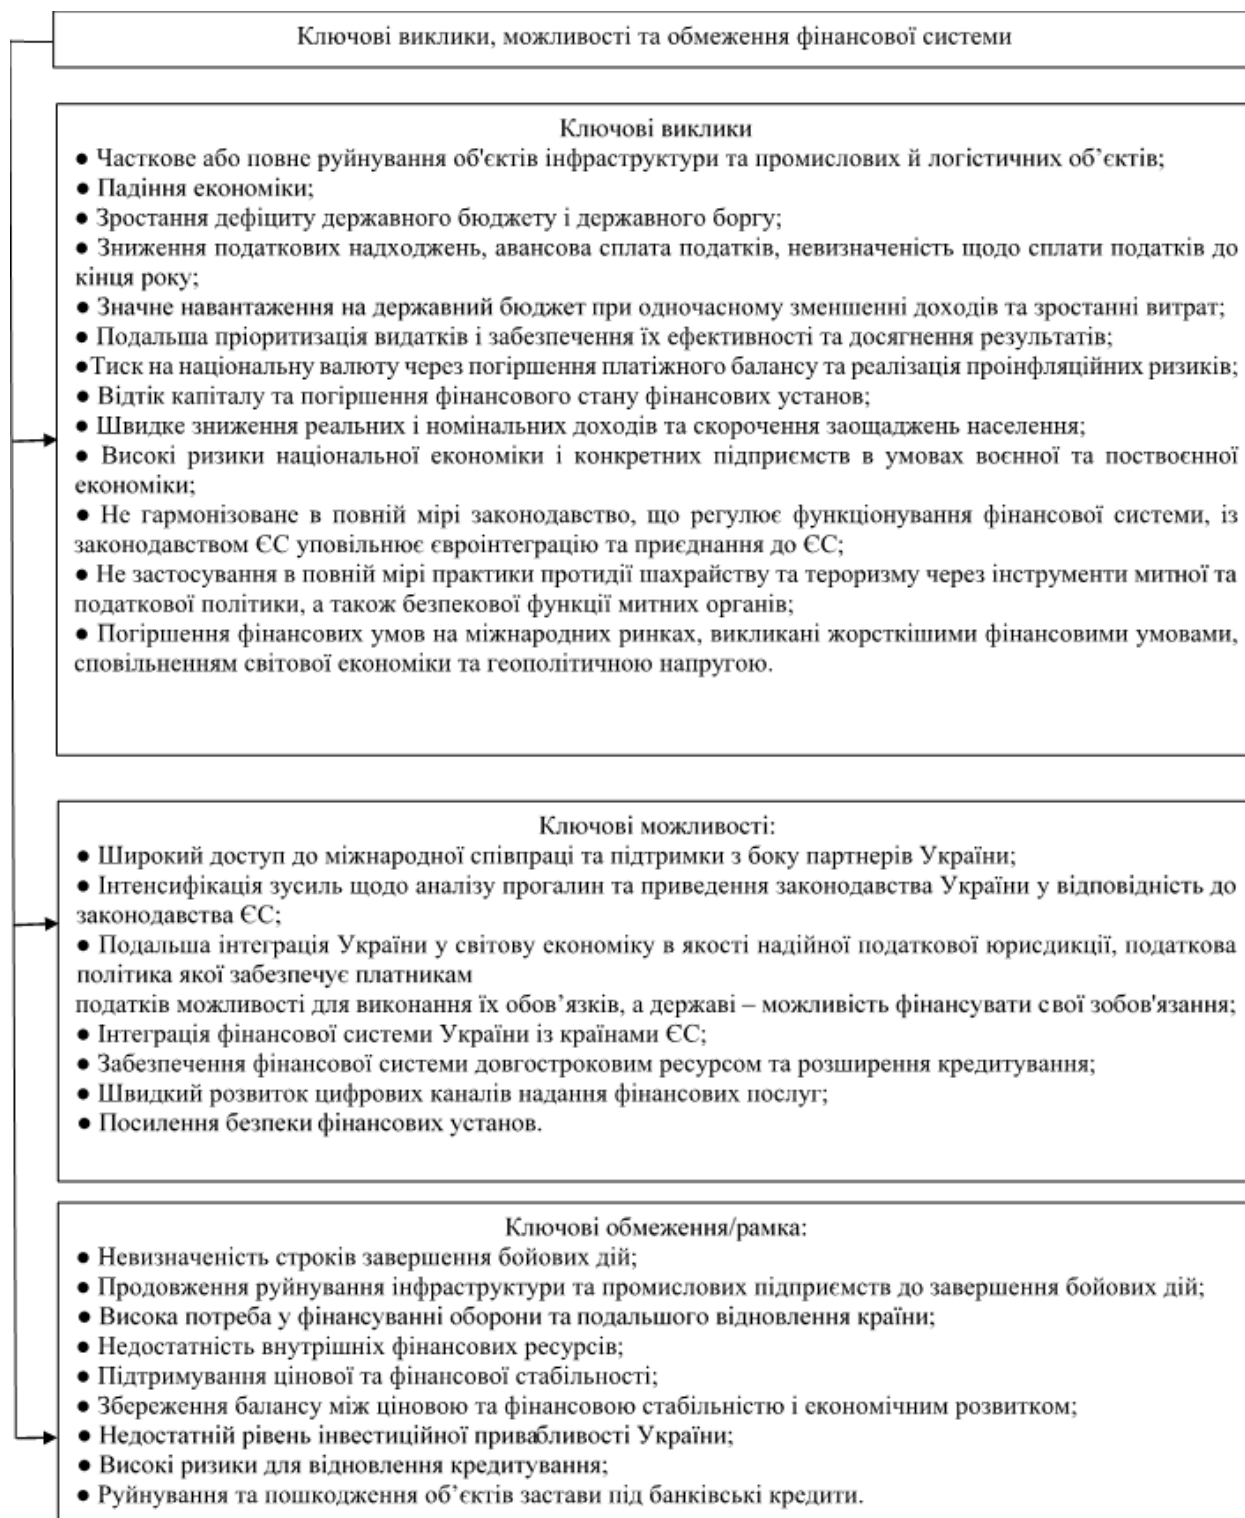 Ключові виклики, можливості та обмеження фінансової системи
Ключові виклики
● Часткове або повне руйнування об'єктів інфраструктури та промислових й логістичних об’єктів;
● Падіння економіки;
● Зростання дефіциту державного бюджету і державного боргу;
● Зниження податкових надходжень, авансова сплата податків, невизначеність щодо сплати податків до
кінця року;
● Значне навантаження на державний бюджет при одночасному зменшенні доходів та зростанні витрат;
● Подальша пріоритизація видатків і забезпечення їх ефективності та досягнення результатів;
●Тиск на національну валюту через погіршення платіжного балансу та реалізація проінфляційних ризиків;
● Відтік капіталу та погіршення фінансового стану фінансових установ;
● Швидке зниження реальних і номінальних доходів та скорочення заощаджень населення;
● Високі ризики національної економіки і конкретних підприємств в умовах воєнної та поствоєнної
економіки;
● Не гармонізоване в повній мірі законодавство, що регулює функціонування фінансової системи, із
законодавством ЄС уповільнює євроінтеграцію та приєднання до ЄС;
● Не застосування в повній мірі практики протидії шахрайству та тероризму через інструменти митної та
податкової політики, а також безпекової функції митних органів;
● Погіршення фінансових умов на міжнародних ринках, викликані жорсткішими фінансовими умовами,
сповільненням світової економіки та геополітичною напругою.
Ключові можливості:
● Широкий доступ до міжнародної співпраці та підтримки з боку партнерів України;
● Інтенсифікація зусиль щодо аналізу прогалин та приведення законодавства України у відповідність до
законодавства ЄС;
● Подальша інтеграція України у світову економіку в якості надійної податкової юрисдикції, податкова
політика якої забезпечує платникам
податків можливості для виконання їх обов’язків, а державі – можливість фінансувати свої зобов'язання;
● Інтеграція фінансової системи України із країнами ЄС;
● Забезпечення фінансової системи довгостроковим ресурсом та розширення кредитування;
● Швидкий розвиток цифрових каналів надання фінансових послуг;
● Посилення безпеки фінансових установ.
Ключові обмеження/рамка:
● Невизначеність строків завершення бойових дій;
● Продовження руйнування інфраструктури та промислових підприємств до завершення бойових дій;
● Висока потреба у фінансуванні оборони та подальшого відновлення країни;
● Недостатність внутрішніх фінансових ресурсів;
● Підтримування цінової та фінансової стабільності;
● Збереження балансу між ціновою та фінансовою стабільністю і економічним розвитком;
● Недостатній рівень інвестиційної привабливості України;
● Високі ризики для відновлення кредитування;
● Руйнування та пошкодження об’єктів застави під банківські кредити.